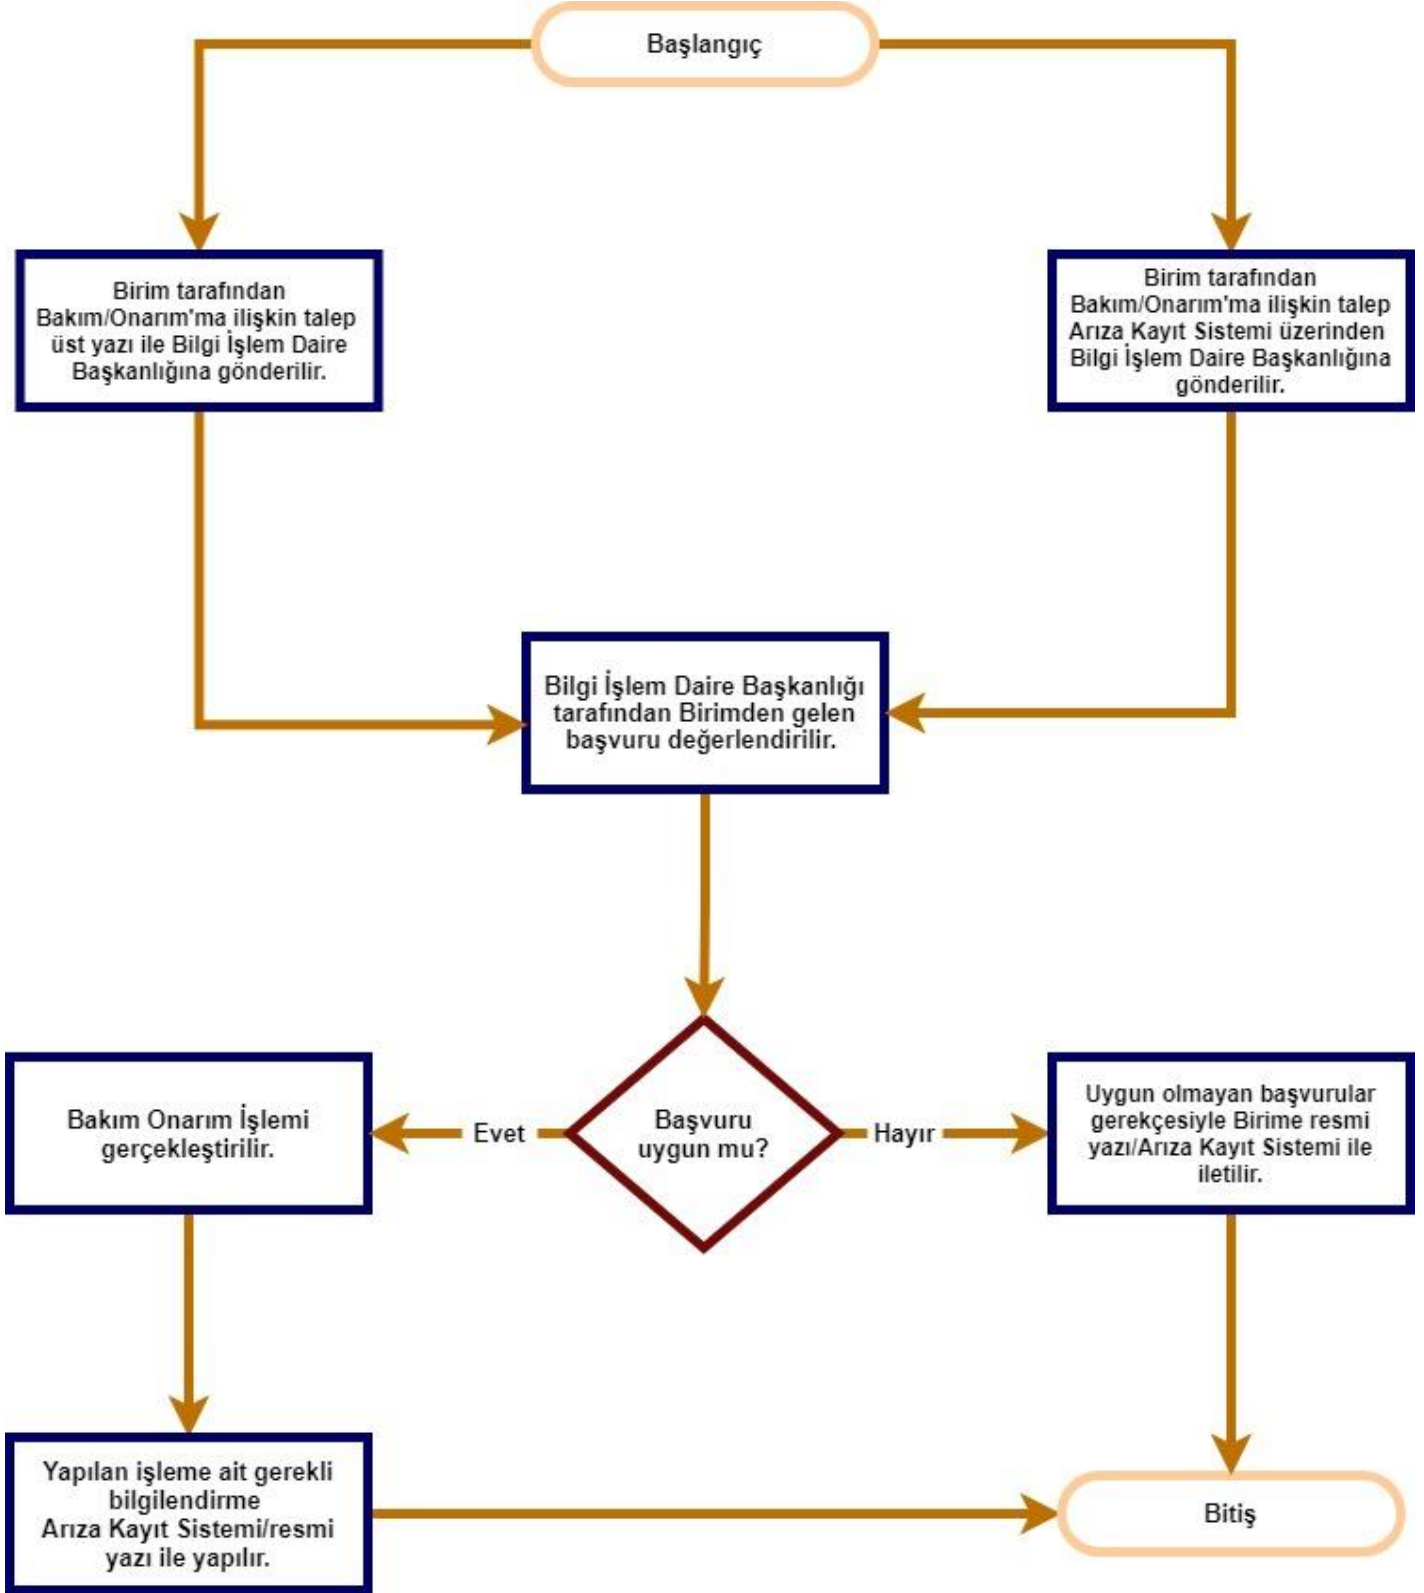 Başlangıç
Birim tarafından
Bakım/Onarım'ma ilişkin talep
üst yazı ile Bilgi İşlem Daire
Başkanlığına gönderilir.
Birim tarafından
Bakım/Onarım'ma ilişkin talep
Arıza Kayıt Sistemi üzerinden
Bilgi İşlem Daire Başkanlığına
gönderilir.
Bilgi İşlem Daire Başkanlığı
tarafından Birimden gelen
başvuru değerlendirilir.
Başvuru
uygun mu?
Evet
Hayır
Bakım Onarım İşlemi
gerçekleştirilir.
Uygun olmayan başvurular
gerekçesiyle Birime resmi
yazı/Arıza Kayıt Sistemi ile
iletilir.
Yapılan işleme ait gerekli
bilgilendirme
Arıza Kayıt Sistemi/resmi
yazı ile yapılır.
Bitiş